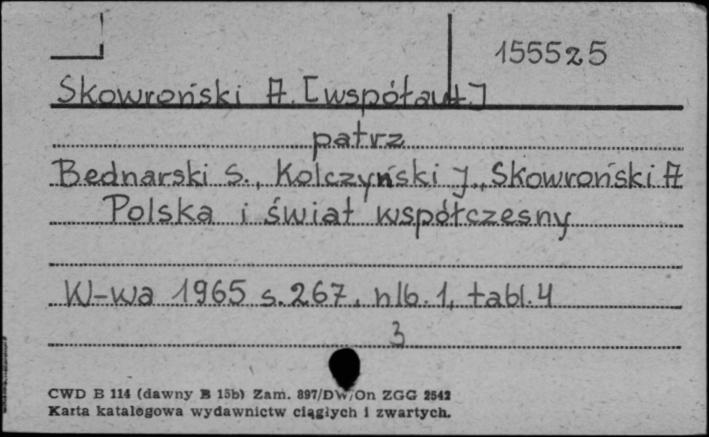 155525
Skowroński A. [współaut.]
patrz
Bednarski S., Kolczyński J., Skowroński A
Polska i świat współczesny
W-wa 1965 s. 267, nlb. 1, tabl. 4
3
CWD B 114 (dawny B 15b) Zam. 897/DW/On ZGG 2542
Karta katalogowa wydawnictw ciągłych i zwartych.